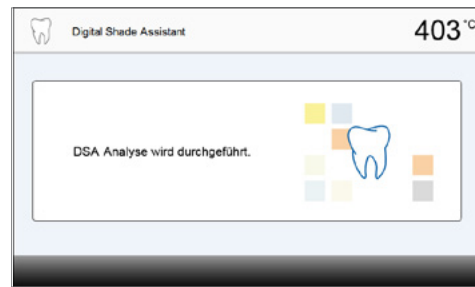 Digital Shade Assistant
403 °C
DSA Analyse wird durchgeführt.